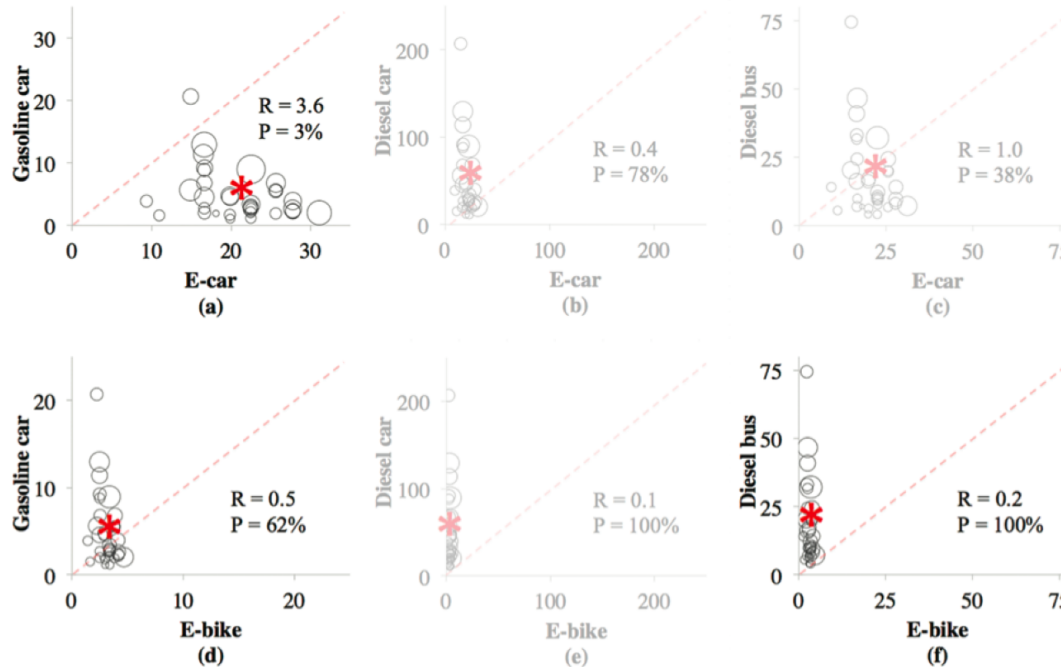 30
20
10
0
Gasoline car
R = 3.6
P = 3%
0
10
20
30
E-car
(a)
200
100
0
Diesel car
R = 0.4
P = 78%
0
100
200
E-car
(b)
75
50
25
0
Diesel bus
R = 1.0
P = 38%
0
25
50
75
E-car
(c)
20
10
0
Gasoline car
R = 0.5
P = 62%
0
10
20
E-bike
(d)
200
100
0
Diesel car
R = 0.1
P = 100%
0
100
200
E-bike
(e)
75
50
25
0
Diesel bus
R = 0.2
P = 100%
0
25
50
75
E-bike
(f)